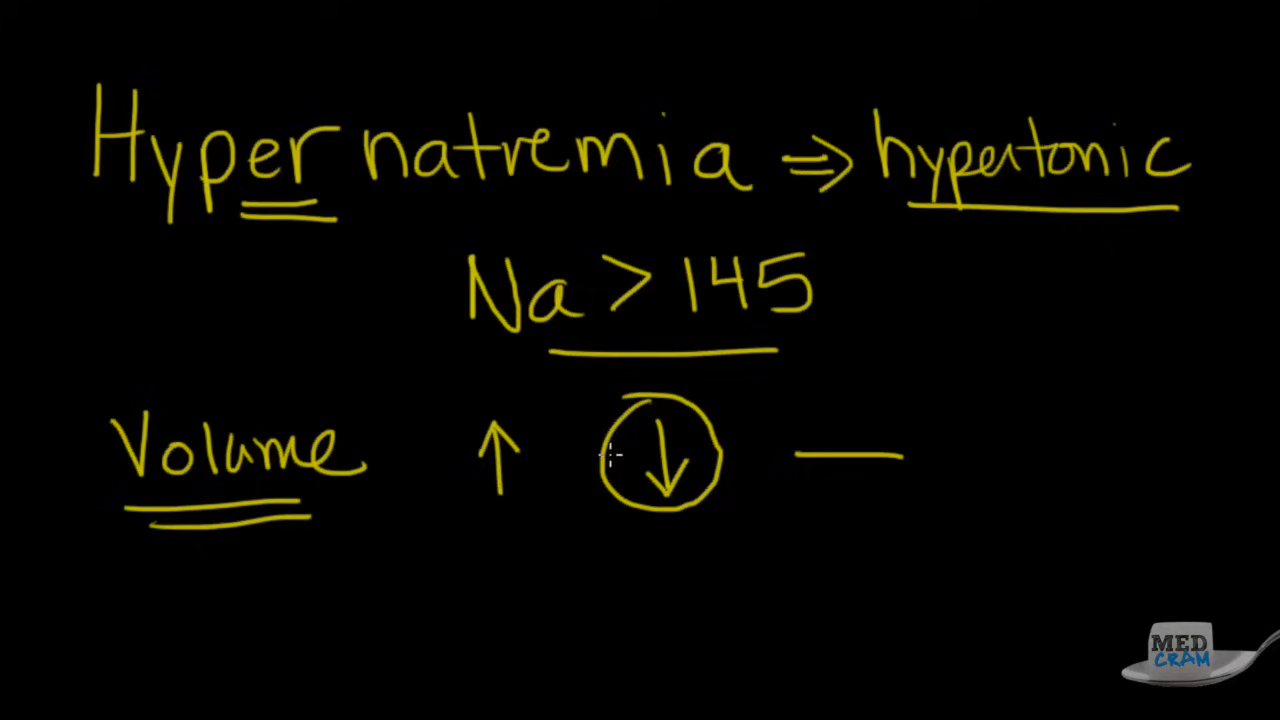 Hypernatremia ⇒ hypertonic
Na > 145
Volume ↑ ↓ —
MED
CRAM